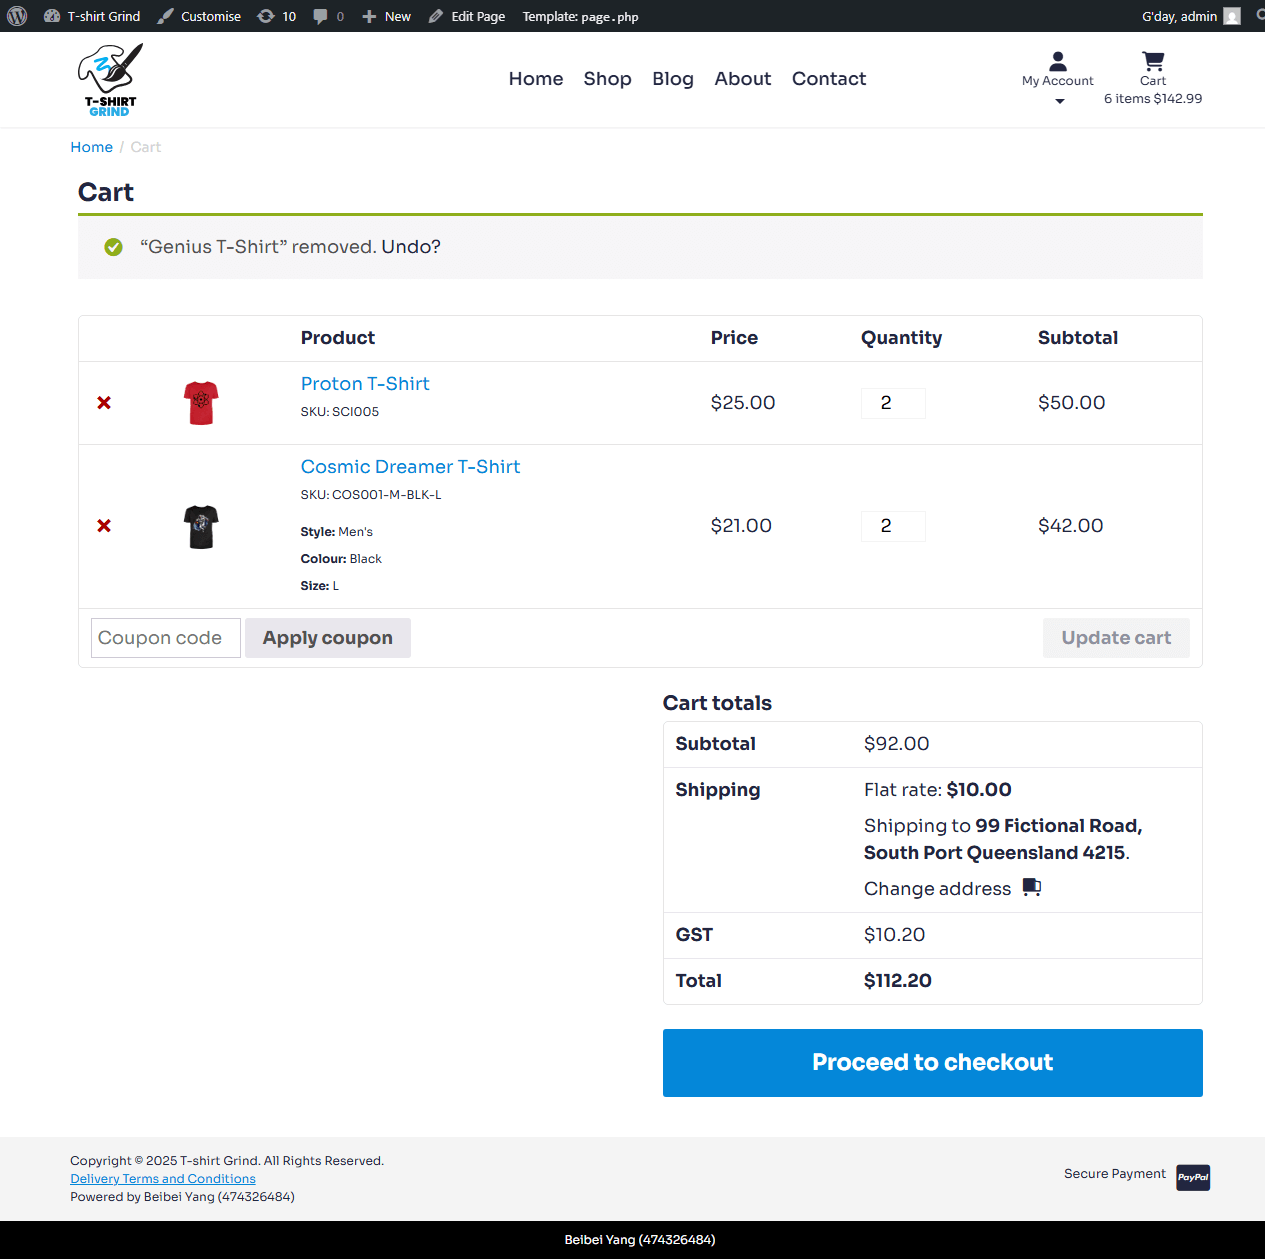 T-shirt Grind Customise 10 0 New Edit Page Template: page.php G'day, admin
T-SHIRT
GRIND
Home Shop Blog About Contact
My Account
Cart
6 items $142.99
Home / Cart
Cart
“Genius T-Shirt” removed. Undo?
Product Price Quantity Subtotal
Proton T-Shirt
SKU: SCI005
$25.00 2 $50.00
Cosmic Dreamer T-Shirt
SKU: COS001-M-BLK-L
Style: Men's
Colour: Black
Size: L
$21.00 2 $42.00
Coupon code Apply coupon Update cart
Cart totals
Subtotal $92.00
Shipping Flat rate: $10.00
Shipping to 99 Fictional Road,
South Port Queensland 4215.
Change address
GST $10.20
Total $112.20
Proceed to checkout
Copyright © 2025 T-shirt Grind. All Rights Reserved.
Delivery Terms and Conditions
Powered by Beibei Yang (474326484)
Secure Payment PayPal
Beibei Yang (474326484)